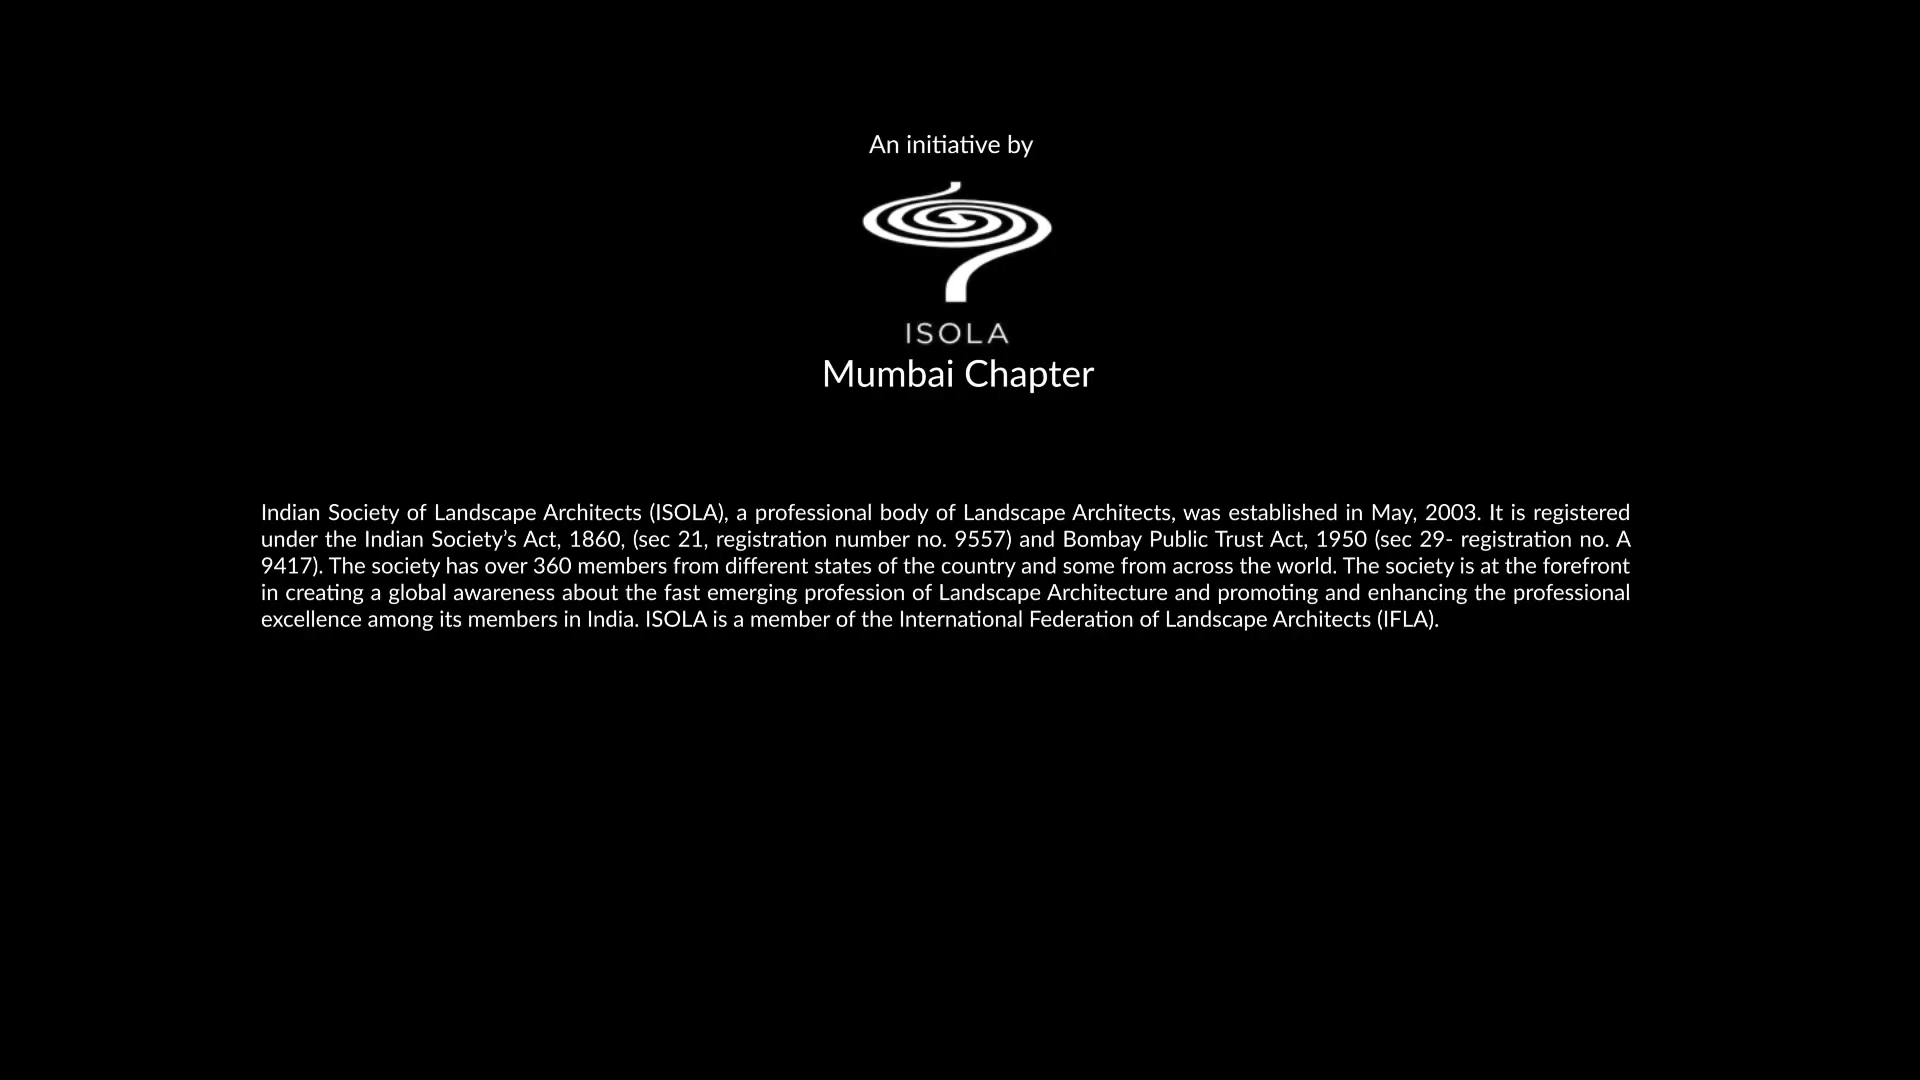 An initiative by
ISOLA
Mumbai Chapter
Indian Society of Landscape Architects (ISOLA), a professional body of Landscape Architects, was established in May, 2003. It is registered
under the Indian Society’s Act, 1860, (sec 21, registration number no. 9557) and Bombay Public Trust Act, 1950 (sec 29- registration no. A
9417). The society has over 360 members from different states of the country and some from across the world. The society is at the forefront
in creating a global awareness about the fast emerging profession of Landscape Architecture and promoting and enhancing the professional
excellence among its members in India. ISOLA is a member of the International Federation of Landscape Architects (IFLA).